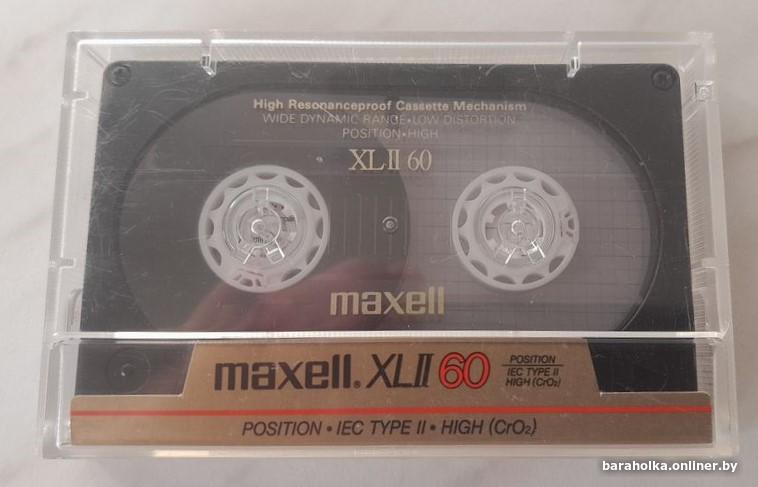 High Resonanceproof Cassette Mechanism
WIDE DYNAMIC RANGE•LOW DISTORTION
POSITION•HIGH
XLII 60
maxell
maxell® XLII 60
POSITION
IEC TYPE II
HIGH (CrO₂)
POSITION • IEC TYPE II • HIGH (CrO₂)
baraholka.onliner.by